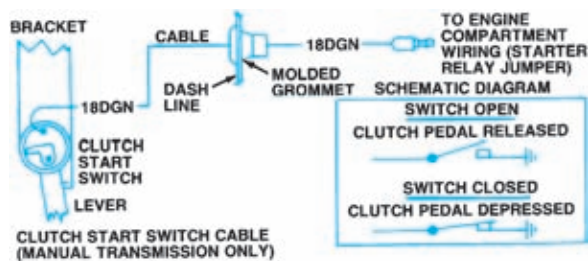 BRACKET
CABLE
18DGN
TO ENGINE
COMPARTMENT
WIRING (STARTER
RELAY JUMPER)
DASH
LINE
MOLDED
GROMMET
18DGN
CLUTCH
START
SWITCH
LEVER
CLUTCH START SWITCH CABLE
(MANUAL TRANSMISSION ONLY)
SCHEMATIC DIAGRAM
SWITCH OPEN
CLUTCH PEDAL RELEASED
SWITCH CLOSED
CLUTCH PEDAL DEPRESSED